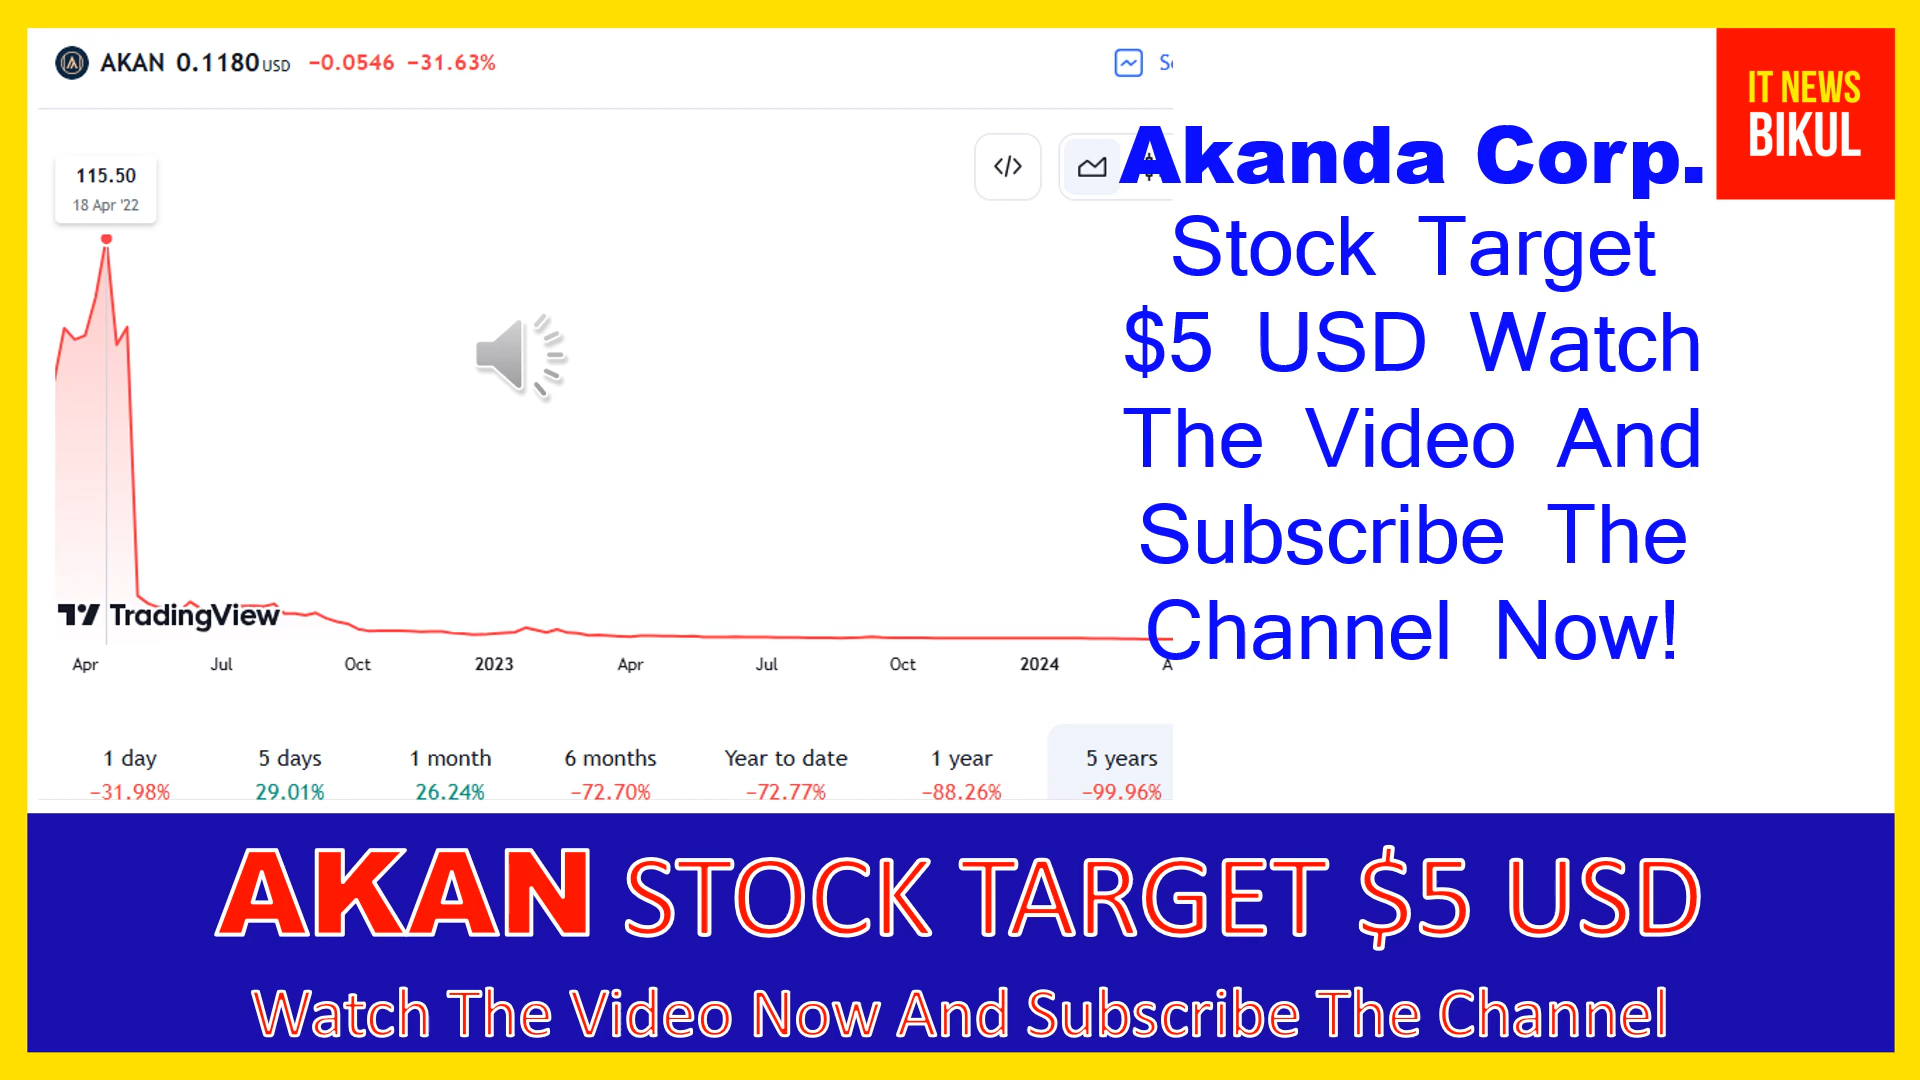 AKAN 0.1180 USD −0.0546 −31.63%
IT NEWS
BIKUL
</>
115.50
18 Apr '22
Akanda Corp.
Stock Target
$5 USD Watch
The Video And
Subscribe The
Channel Now!
TradingView
Apr Jul Oct 2023 Apr Jul Oct 2024
1 day 5 days 1 month 6 months Year to date 1 year 5 years
−31.98% 29.01% 26.24% −72.70% −72.77% −88.26% −99.96%
AKAN STOCK TARGET $5 USD
Watch The Video Now And Subscribe The Channel